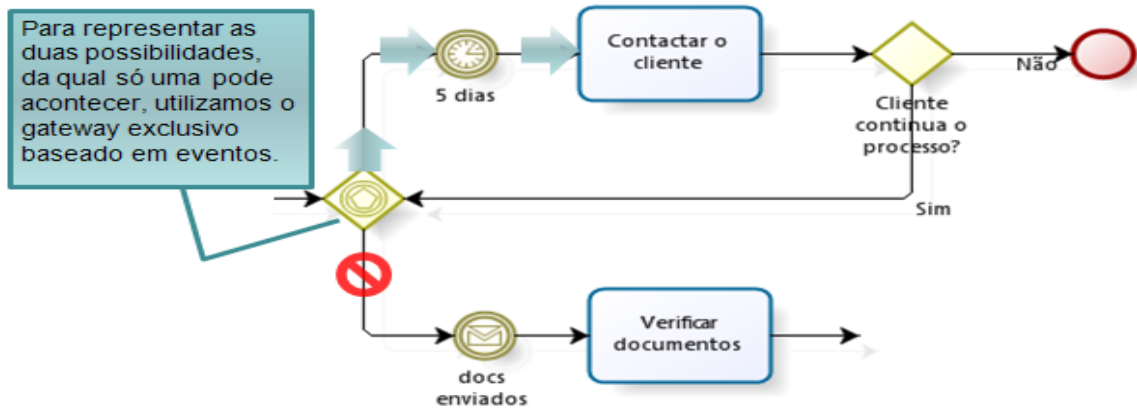 Para representar as
duas possibilidades,
da qual só uma pode
acontecer, utilizamos o
gateway exclusivo
baseado em eventos.
5 dias
Contactar o
cliente
Cliente
continua o
processo?
Não
Sim
docs
enviados
Verificar
documentos